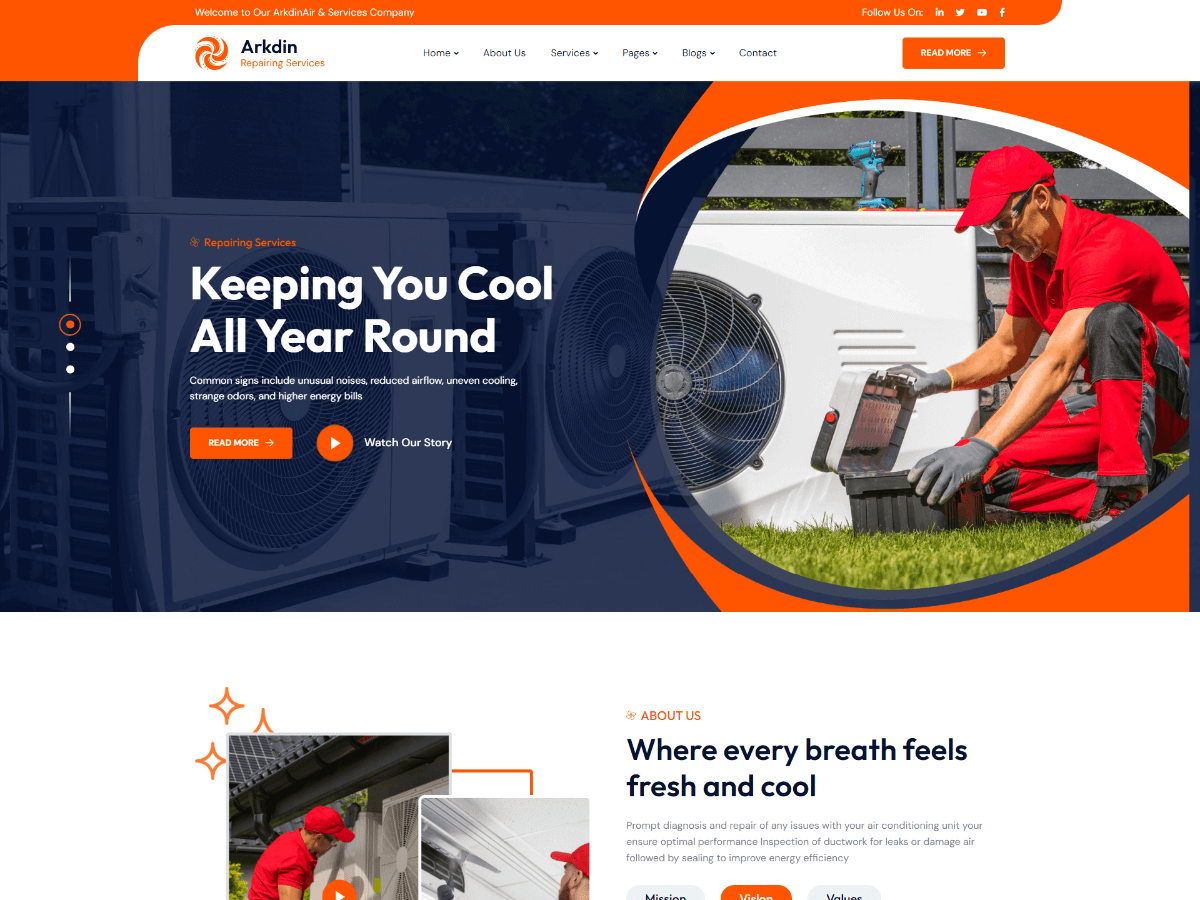 Welcome to Our ArkdinAir & Services Company
Follow Us On:
Arkdin
Repairing Services
Home
About Us
Services
Pages
Blogs
Contact
READ MORE
Repairing Services
Keeping You Cool
All Year Round
Common signs include unusual noises, reduced airflow, uneven cooling,
strange odors, and higher energy bills
READ MORE
Watch Our Story
ABOUT US
Where every breath feels
fresh and cool
Prompt diagnosis and repair of any issues with your air conditioning unit your
ensure optimal performance Inspection of ductwork for leaks or damage air
followed by sealing to improve energy efficiency
Mission
Vision
Values